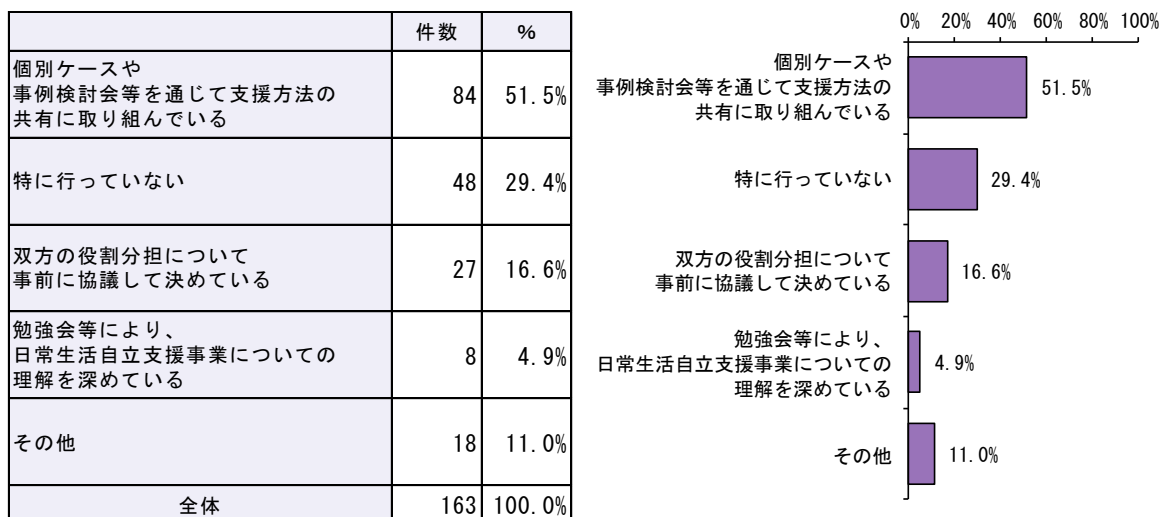 件数 %
個別ケースや
事例検討会等を通じて支援方法の
共有に取り組んでいる
84 51.5%
特に行っていない 48 29.4%
双方の役割分担について
事前に協議して決めている
27 16.6%
勉強会等により、
日常生活自立支援事業についての
理解を深めている
8 4.9%
その他 18 11.0%
全体 163 100.0%
0% 20% 40% 60% 80% 100%
個別ケースや
事例検討会等を通じて支援方法の
共有に取り組んでいる
51.5%
特に行っていない 29.4%
双方の役割分担について
事前に協議して決めている
16.6%
勉強会等により、
日常生活自立支援事業についての
理解を深めている
4.9%
その他 11.0%